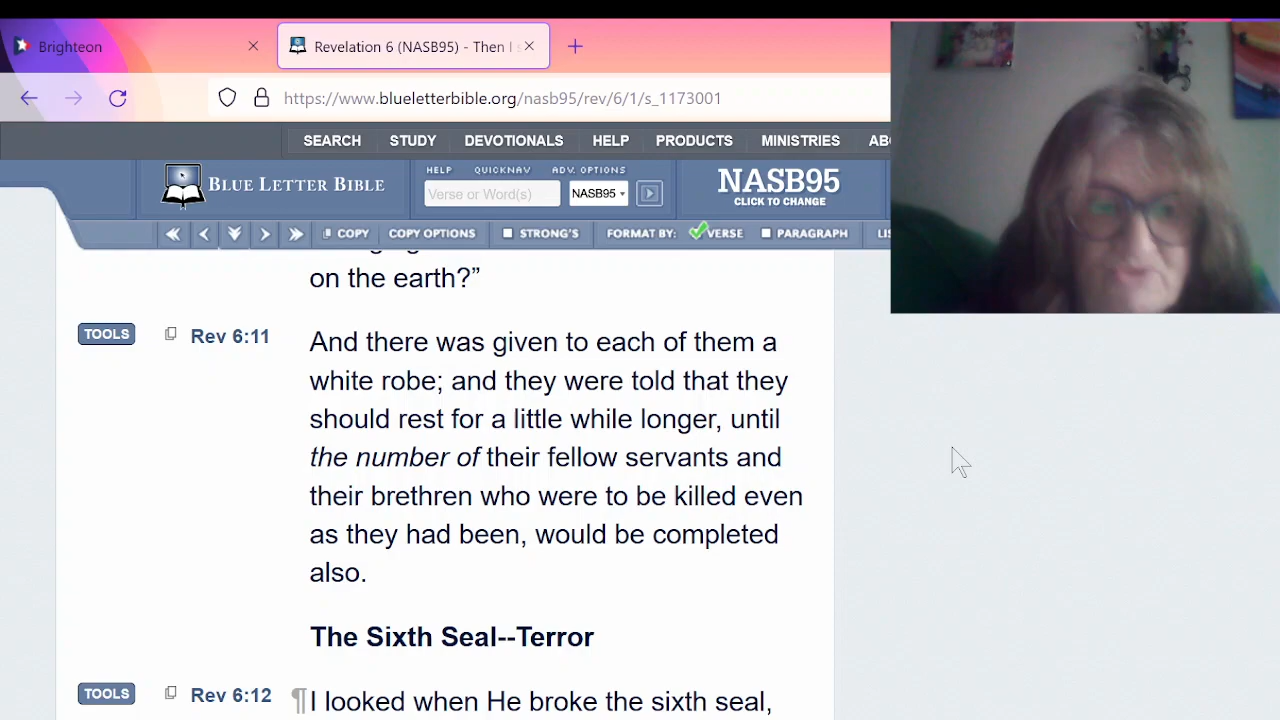 Brighteon
Revelation 6 (NASB95) - Then I s
https://www.blueletterbible.org/nasb95/rev/6/1/s_1173001
SEARCH STUDY DEVOTIONALS HELP PRODUCTS MINISTRIES AB
BLUE LETTER BIBLE
HELP QUICKNAV ADV. OPTIONS
Verse or Word(s) NASB95
NASB95
CLICK TO CHANGE
COPY COPY OPTIONS STRONG'S FORMAT BY: VERSE PARAGRAPH LIS
on the earth?”
TOOLS Rev 6:11 And there was given to each of them a
white robe; and they were told that they
should rest for a little while longer, until
the number of their fellow servants and
their brethren who were to be killed even
as they had been, would be completed
also.
The Sixth Seal--Terror
TOOLS Rev 6:12 ¶I looked when He broke the sixth seal,